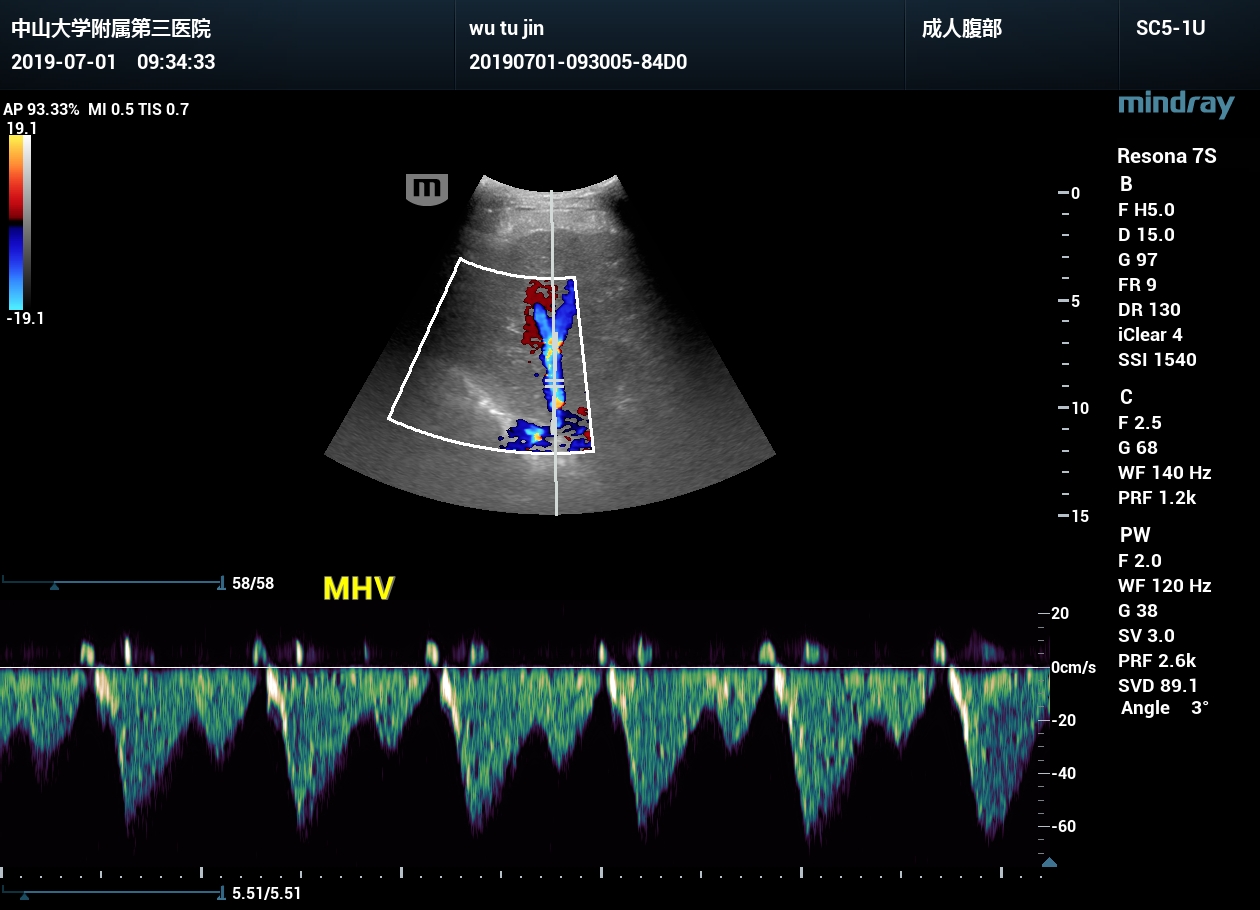 中山大学附属第三医院
2019-07-01 09:34:33
wu tu jin
20190701-093005-84D0
成人腹部
SC5-1U
AP 93.33% MI 0.5 TIS 0.7
19.1
-19.1
m
0
5
10
15
mindray
Resona 7S
B
F H5.0
D 15.0
G 97
FR 9
DR 130
iClear 4
SSI 1540
C
F 2.5
G 68
WF 140 Hz
PRF 1.2k
PW
F 2.0
WF 120 Hz
G 38
SV 3.0
PRF 2.6k
SVD 89.1
Angle 3°
58/58
MHV
20
0cm/s
-20
-40
-60
5.51/5.51